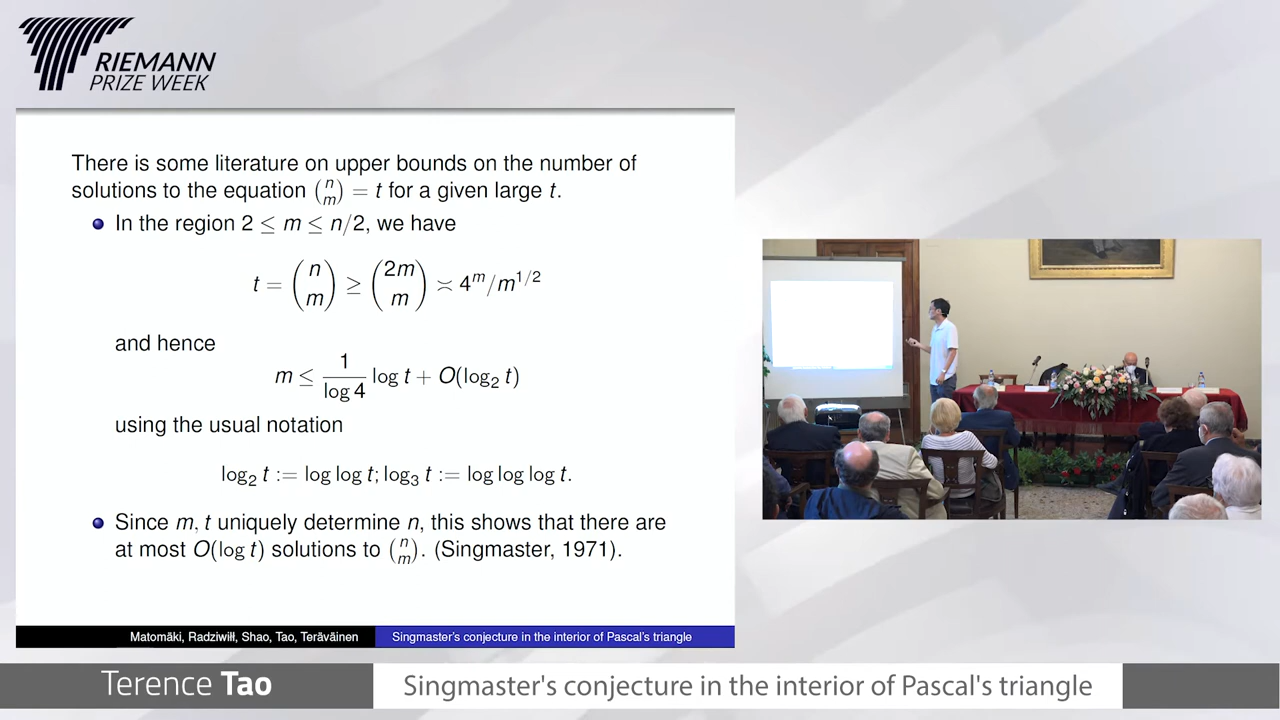 RIEMANN
PRIZE WEEK
There is some literature on upper bounds on the number of
solutions to the equation (n m) = t for a given large t.
In the region 2 ≤ m ≤ n/2, we have
t = (n m) ≥ (2m m) ≍ 4^m/m^{1/2}
and hence
m ≤ 1/log 4 log t + O(log₂ t)
using the usual notation
log₂ t := log log t; log₃ t := log log log t.
Since m, t uniquely determine n, this shows that there are
at most O(log t) solutions to (n m). (Singmaster, 1971).
Matomäki, Radziwiłł, Shao, Tao, Teräväinen
Singmaster's conjecture in the interior of Pascal's triangle
Terence Tao
Singmaster's conjecture in the interior of Pascal's triangle